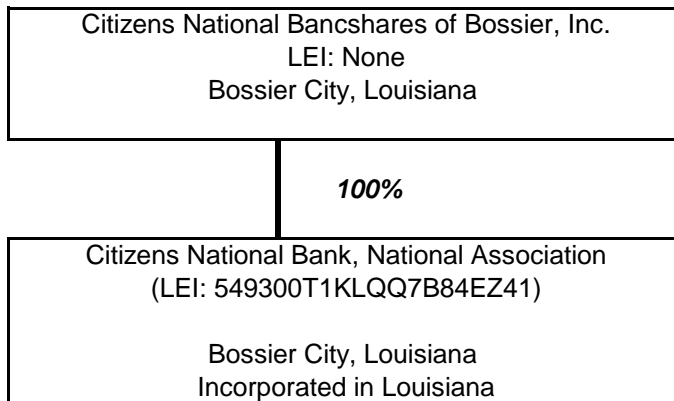 Citizens National Bancshares of Bossier, Inc.
LEI: None
Bossier City, Louisiana
100%
Citizens National Bank, National Association
(LEI: 549300T1KLQQ7B84EZ41)
Bossier City, Louisiana
Incorporated in Louisiana